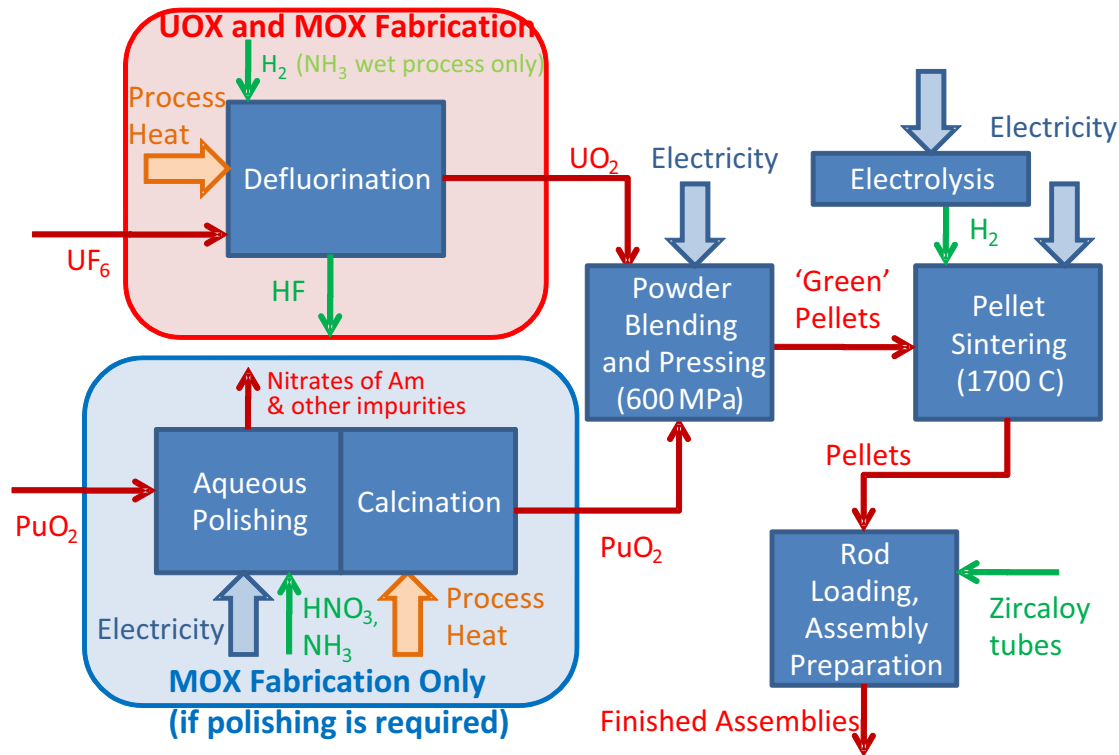 UOX and MOX Fabrication
H₂ (NH₃ wet process only)
Process
Heat
Defluorination
UF₆
HF
UO₂
Electricity
Electricity
Electrolysis
H₂
Powder
Blending
and Pressing
(600 MPa)
‘Green’
Pellets
Pellet
Sintering
(1700 C)
Nitrates of Am
& other impurities
Aqueous
Polishing
Calcination
PuO₂
PuO₂
Electricity
HNO₃,
NH₃
Process
Heat
MOX Fabrication Only
(if polishing is required)
Pellets
Rod
Loading,
Assembly
Preparation
Zircaloy
tubes
Finished Assemblies